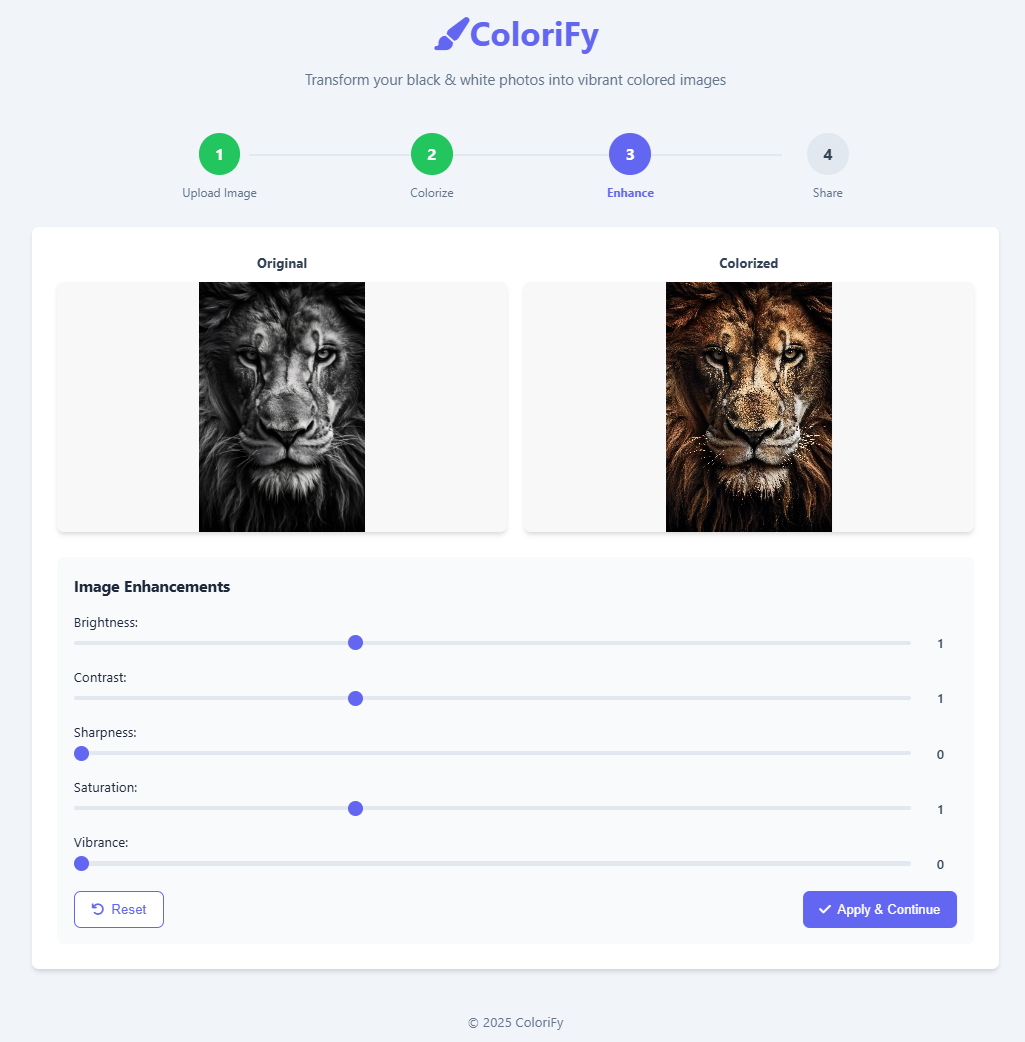 ColoriFy
Transform your black & white photos into vibrant colored images
1
2
3
4
Upload Image
Colorize
Enhance
Share
Original
Colorized
Image Enhancements
Brightness:
1
Contrast:
1
Sharpness:
0
Saturation:
1
Vibrance:
0
Reset
Apply & Continue
© 2025 ColoriFy